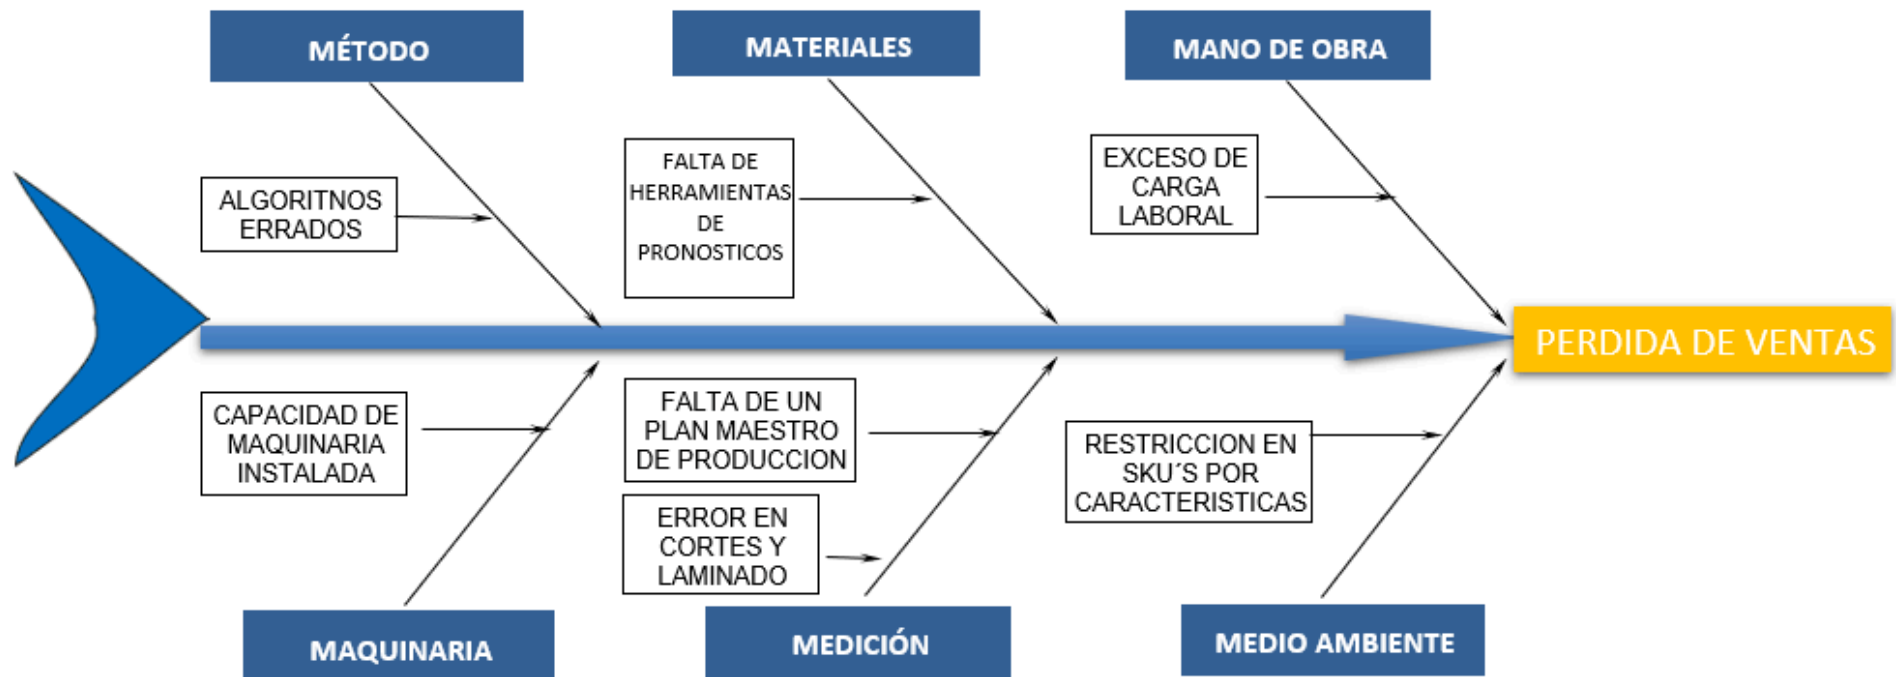 MÉTODO
MATERIALES
MANO DE OBRA
ALGORITNOS
ERRADOS
FALTA DE
HERRAMIENTAS
DE
PRONOSTICOS
EXCESO DE
CARGA
LABORAL
PERDIDA DE VENTAS
CAPACIDAD DE
MAQUINARIA
INSTALADA
FALTA DE UN
PLAN MAESTRO
DE PRODUCCION
ERROR EN
CORTES Y
LAMINADO
RESTRICCION EN
SKU´S POR
CARACTERISTICAS
MAQUINARIA
MEDICIÓN
MEDIO AMBIENTE